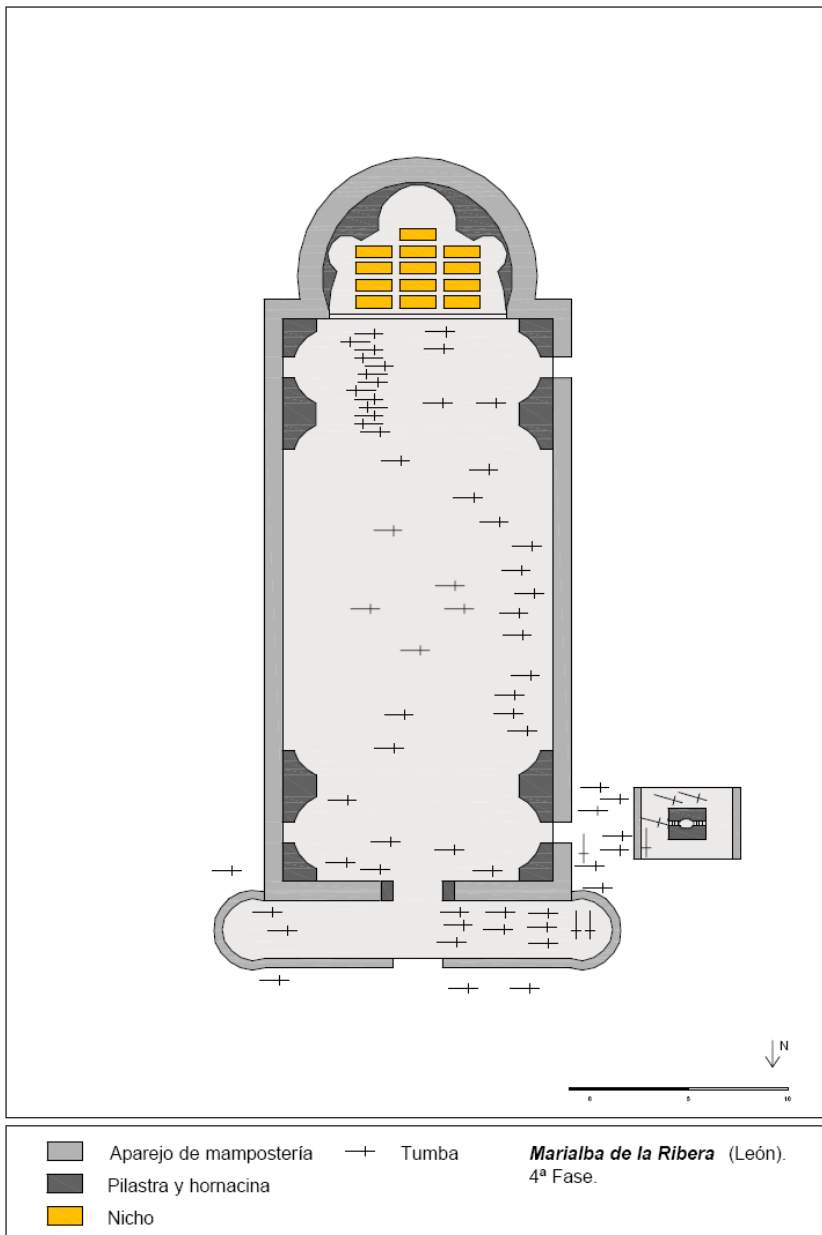 N
0 5 10
Aparejo de mampostería
Tumba
Marialba de la Ribera (León).
4ª Fase.
Pilastra y hornacina
Nicho